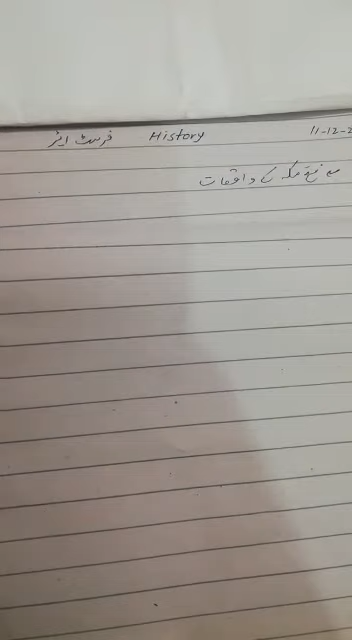 فرسٹ ایئر History 11-12-2
فتح مکہ کے واقعات